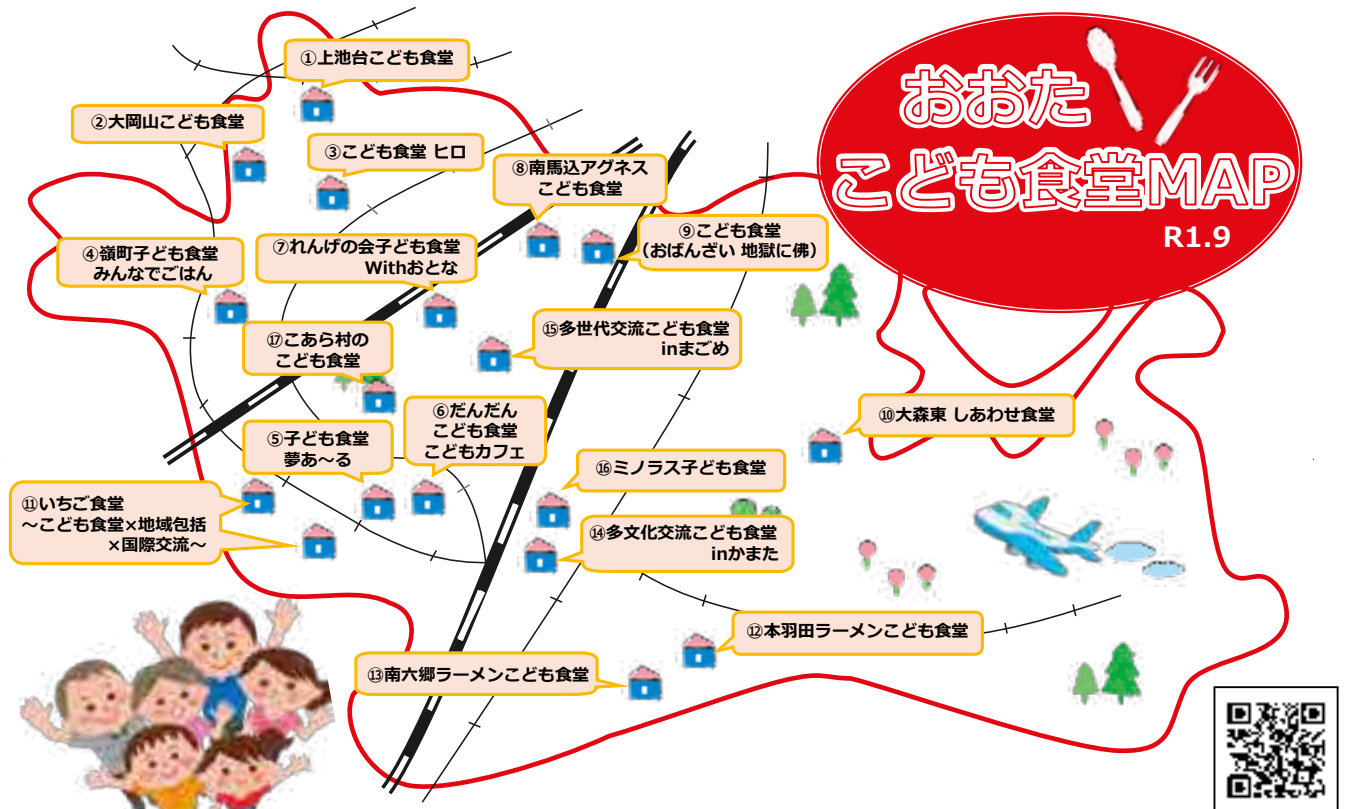 おおた
こども食堂MAP
R1.9
①上池台こども食堂
②大岡山こども食堂
③こども食堂 ヒロ
⑧南馬込アグネス
こども食堂
⑨こども食堂
（おばんざい 地獄に佛）
④嶺町子ども食堂
みんなでごはん
⑦れんげの会子ども食堂
Withおとな
⑮多世代交流こども食堂
inまごめ
⑰こあら村の
こども食堂
⑥だんだん
こども食堂
こどもカフェ
⑩大森東 しあわせ食堂
⑤子ども食堂
夢あ～る
⑯ミノラス子ども食堂
⑪いちご食堂
～こども食堂×地域包括
×国際交流～
⑭多文化交流こども食堂
inかまた
⑫本羽田ラーメンこども食堂
⑬南六郷ラーメンこども食堂